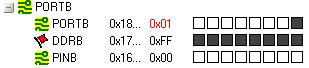 PORTB
PORTB 0x18... 0x01
DDRB 0x17... 0xFF
PINB 0x16... 0x00